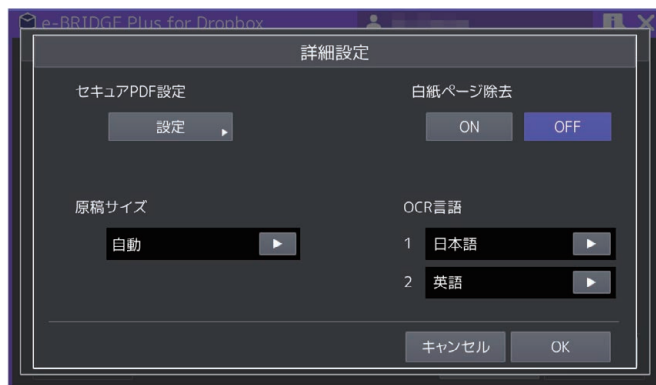 e-BRIDGE Plus for Dropbox
詳細設定
セキュアPDF設定
白紙ページ除去
設定
ON
OFF
原稿サイズ
OCR言語
自動
1 日本語
2 英語
キャンセル
OK